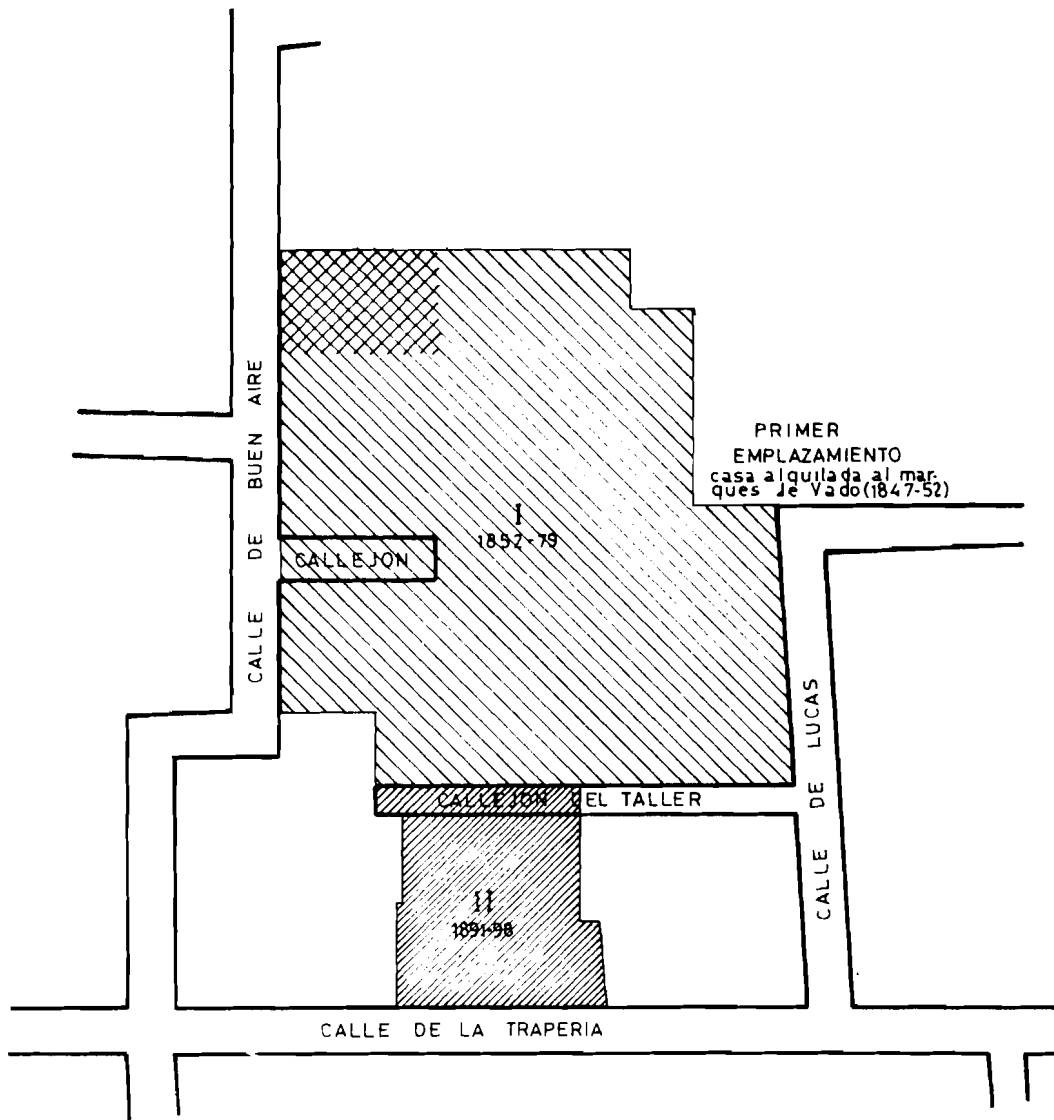 CALLE DE BUEN AIRE
PRIMER
EMPLAZAMIENTO
casa alquilada al mar-
ques de Vado (1847-52)
I
1852-79
CALLEJON
CALLE DE LUCAS
CALLEJON DEL TALLER
II
1891-98
CALLE DE LA TRAPERIA